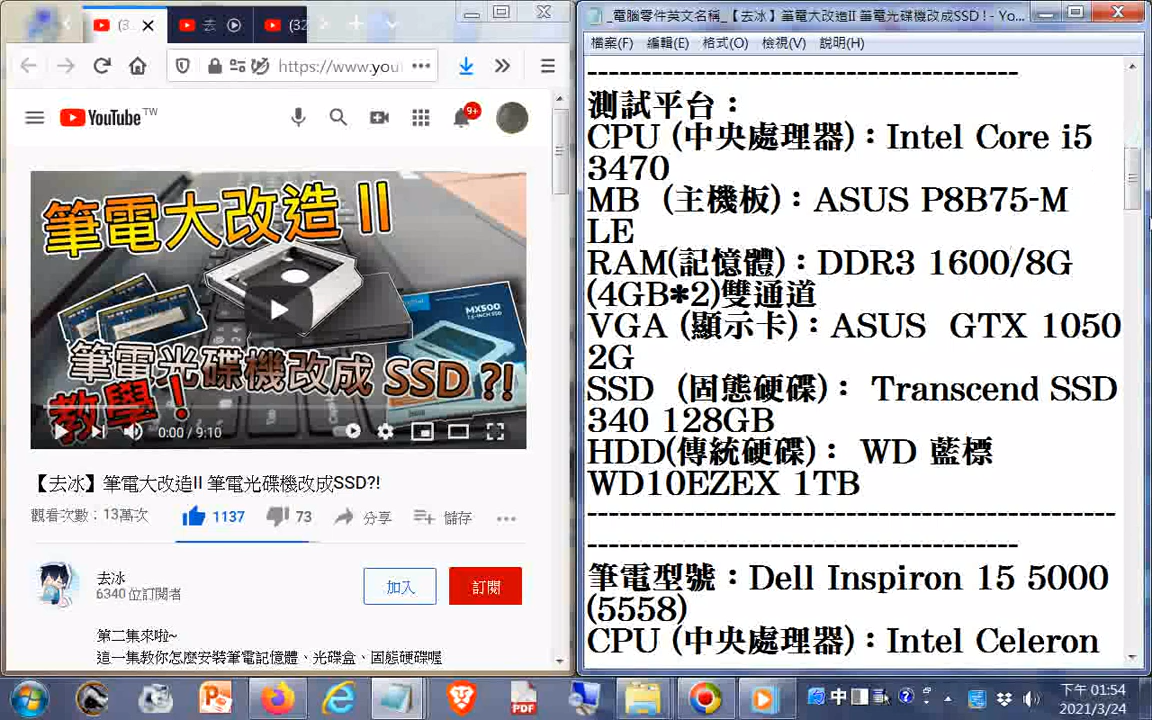 (3
去
(32
https://www.you
YouTube TW
9+
筆電大改造 II
MX500
筆電光碟機改成 SSD?!
教學！
0:00 / 9:10
【去冰】筆電大改造II 筆電光碟機改成SSD?!
觀看次數：13萬次
1137
73
分享
儲存
去冰
6340 位訂閱者
加入
訂閱
第二集來啦~
這一集教你怎麼安裝筆電記憶體、光碟盒、固態硬碟喔
_電腦零件英文名稱_【去冰】筆電大改造II 筆電光碟機改成SSD ! - Yo...
檔案(F) 編輯(E) 格式(O) 檢視(V) 說明(H)
----------------------------------------
測試平台：
CPU (中央處理器)：Intel Core i5
3470
MB （主機板)：ASUS P8B75-M
LE
RAM(記憶體)：DDR3 1600/8G
(4GB*2)雙通道
VGA (顯示卡)：ASUS GTX 1050
2G
SSD （固態硬碟)： Transcend SSD
340 128GB
HDD(傳統硬碟)： WD 藍標
WD10EZEX 1TB
-------------------------------------------------
----------------------------------------
筆電型號：Dell Inspiron 15 5000
(5558)
CPU (中央處理器)：Intel Celeron
PDF
中
下午 01:54
2021/3/24